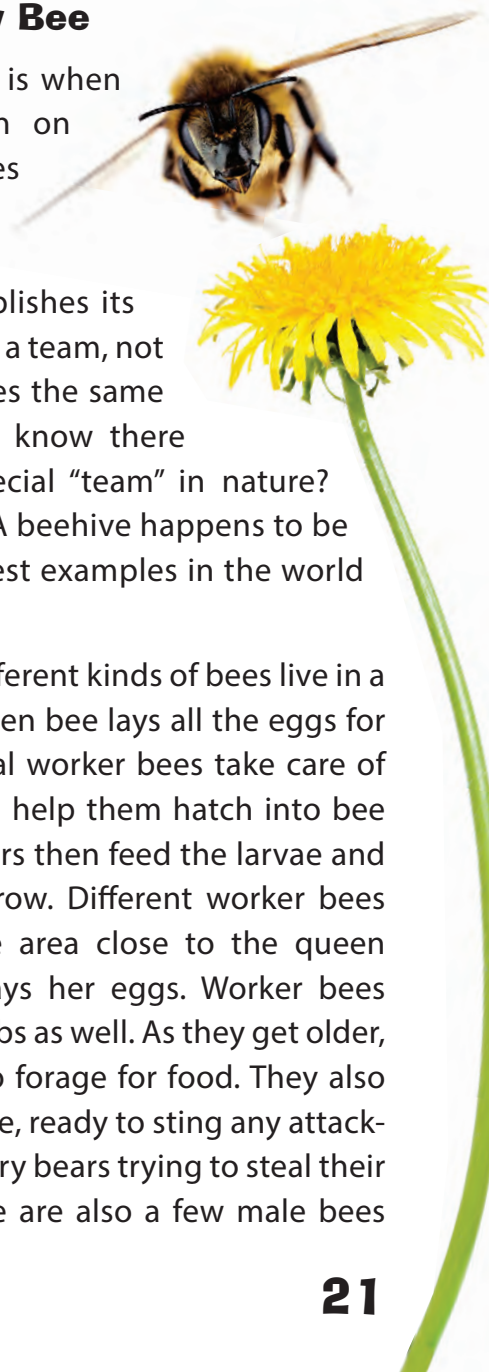 y Bee
is when
n on
es
plishes its
a team, not
es the same
know there
ecial “team” in nature?
A beehive happens to be
est examples in the world
fferent kinds of bees live in a
en bee lays all the eggs for
al worker bees take care of
help them hatch into bee
rs then feed the larvae and
row. Different worker bees
e area close to the queen
ays her eggs. Worker bees
bs as well. As they get older,
o forage for food. They also
e, ready to sting any attack-
ry bears trying to steal their
e are also a few male bees
21